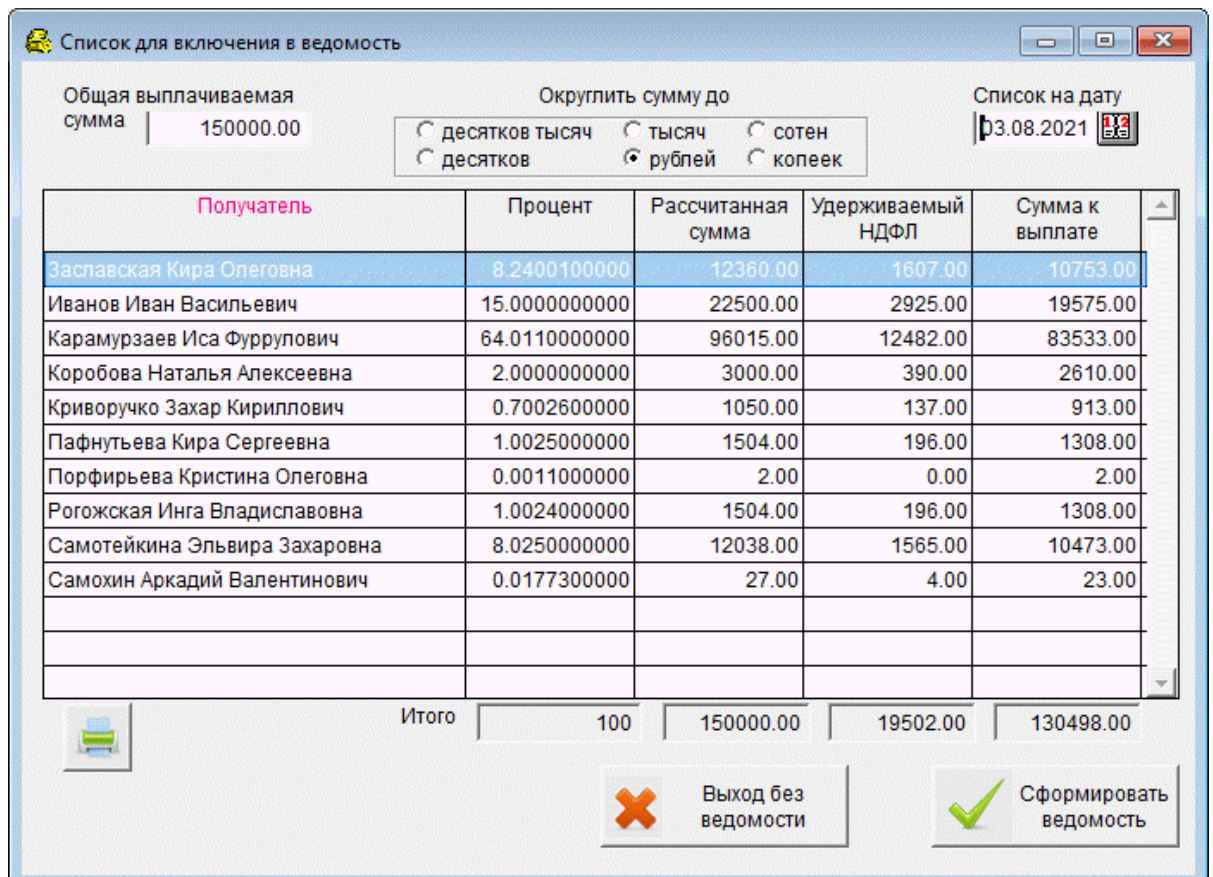 Список для включения в ведомость
Общая выплачиваемая сумма 150000.00
Округлить сумму до
десятков тысяч тысяч сотен
десятков рублей копеек
Список на дату
03.08.2021
Получатель Процент Рассчитанная сумма Удерживаемый НДФЛ Сумма к выплате
Заславская Кира Олеговна 8.2400100000 12360.00 1607.00 10753.00
Иванов Иван Васильевич 15.0000000000 22500.00 2925.00 19575.00
Карамурзаев Иса Фуррулович 64.0110000000 96015.00 12482.00 83533.00
Коробова Наталья Алексеевна 2.0000000000 3000.00 390.00 2610.00
Криворучко Захар Кириллович 0.7002600000 1050.00 137.00 913.00
Пафнутьева Кира Сергеевна 1.0025000000 1504.00 196.00 1308.00
Порфирьева Кристина Олеговна 0.0011000000 2.00 0.00 2.00
Рогожская Инга Владиславовна 1.0024000000 1504.00 196.00 1308.00
Самотейкина Эльвира Захаровна 8.0250000000 12038.00 1565.00 10473.00
Самохин Аркадий Валентинович 0.0177300000 27.00 4.00 23.00
Итого 100 150000.00 19502.00 130498.00
Выход без ведомости
Сформировать ведомость